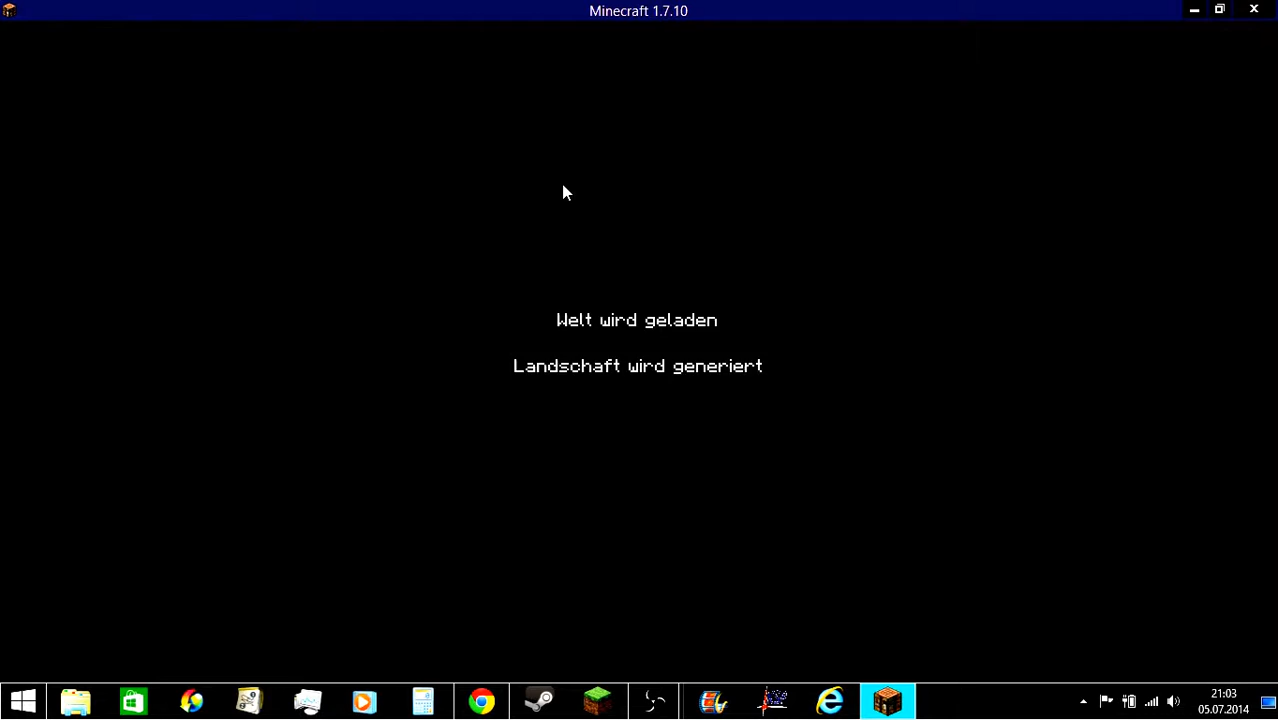 Minecraft 1.7.10
Welt wird geladen
Landschaft wird generiert
21:03
05.07.2014